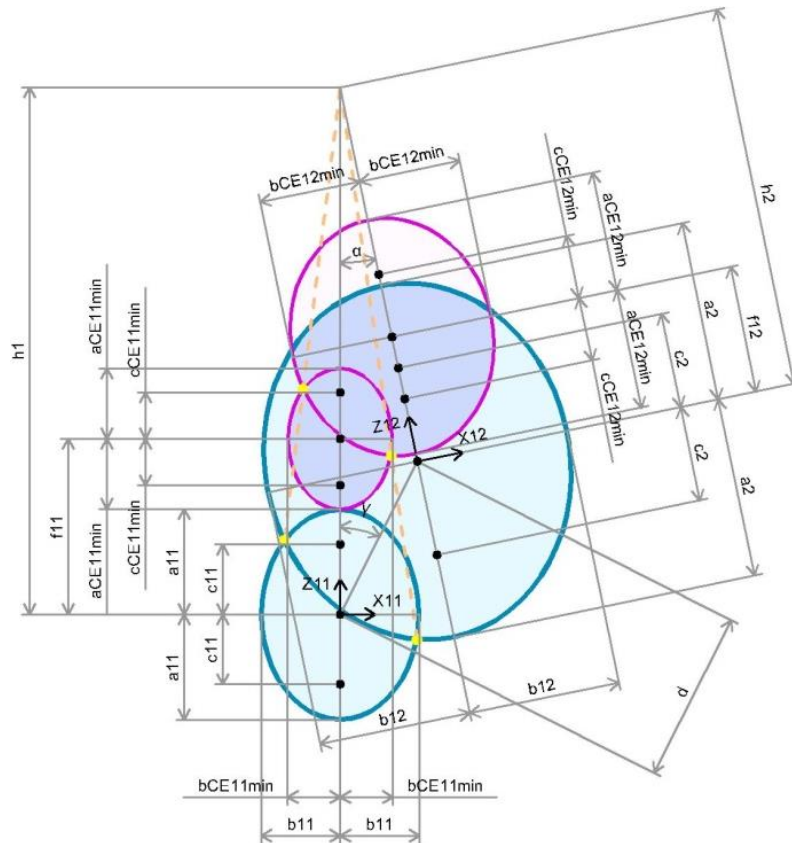 h2
bCE12min
bCE12min
cCE12min
aCE12min
h1
α
a2
f12
aCE11min
cCE11min
c2
aCE12min
cCE12min
Z12
X12
c2
a2
f11
γ
aCE11min
cCE11min
a11
c11
Z11
X11
a11
c11
b12
b12
d
bCE11min
bCE11min
b11
b11